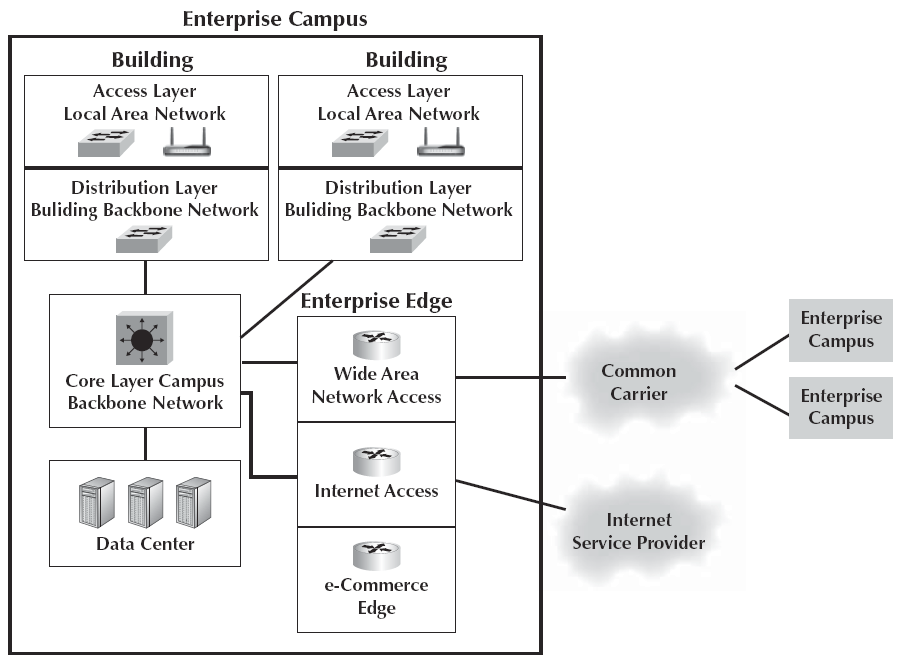 Enterprise Campus
Building
Access Layer
Local Area Network
Distribution Layer
Buliding Backbone Network
Building
Access Layer
Local Area Network
Distribution Layer
Buliding Backbone Network
Core Layer Campus
Backbone Network
Data Center
Enterprise Edge
Wide Area
Network Access
Internet Access
e-Commerce
Edge
Common
Carrier
Internet
Service Provider
Enterprise
Campus
Enterprise
Campus